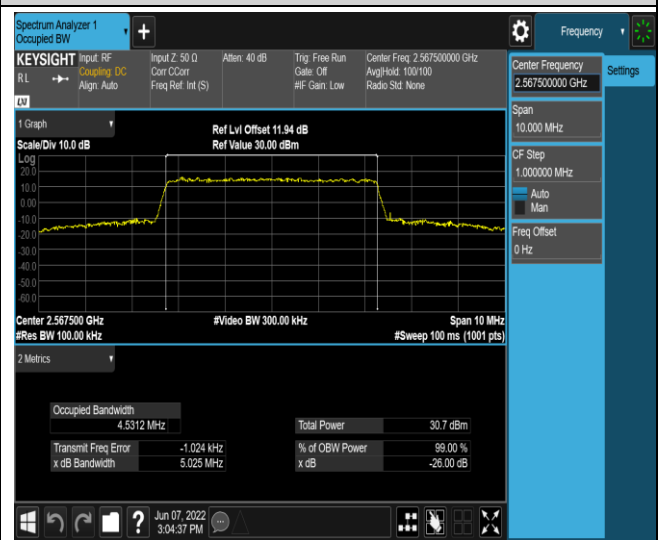 Spectrum Analyzer 1
Occupied BW
Frequency
KEYSIGHT
RL
LXI
Input: RF
Coupling: DC
Align: Auto
Input Z: 50 Ω
Corr CCorr
Freq Ref: Int (S)
Atten: 40 dB
Trig: Free Run
Gate: Off
#IF Gain: Low
Center Freq: 2.567500000 GHz
Avg|Hold: 100/100
Radio Std: None
Center Frequency
2.567500000 GHz
Settings
Span
10.000 MHz
CF Step
1.000000 MHz
Auto
Man
Freq Offset
0 Hz
1 Graph
Ref Lvl Offset 11.94 dB
Scale/Div 10.0 dB
Ref Value 30.00 dBm
Log
20.0
10.0
0.00
-10.0
-20.0
-30.0
-40.0
-50.0
-60.0
Center 2.567500 GHz
#Video BW 300.00 kHz
Span 10 MHz
#Res BW 100.00 kHz
#Sweep 100 ms (1001 pts)
2 Metrics
Occupied Bandwidth
4.5312 MHz
Total Power 30.7 dBm
Transmit Freq Error -1.024 kHz
% of OBW Power 99.00 %
x dB Bandwidth 5.025 MHz
x dB -26.00 dB
?
Jun 07, 2022
3:04:37 PM